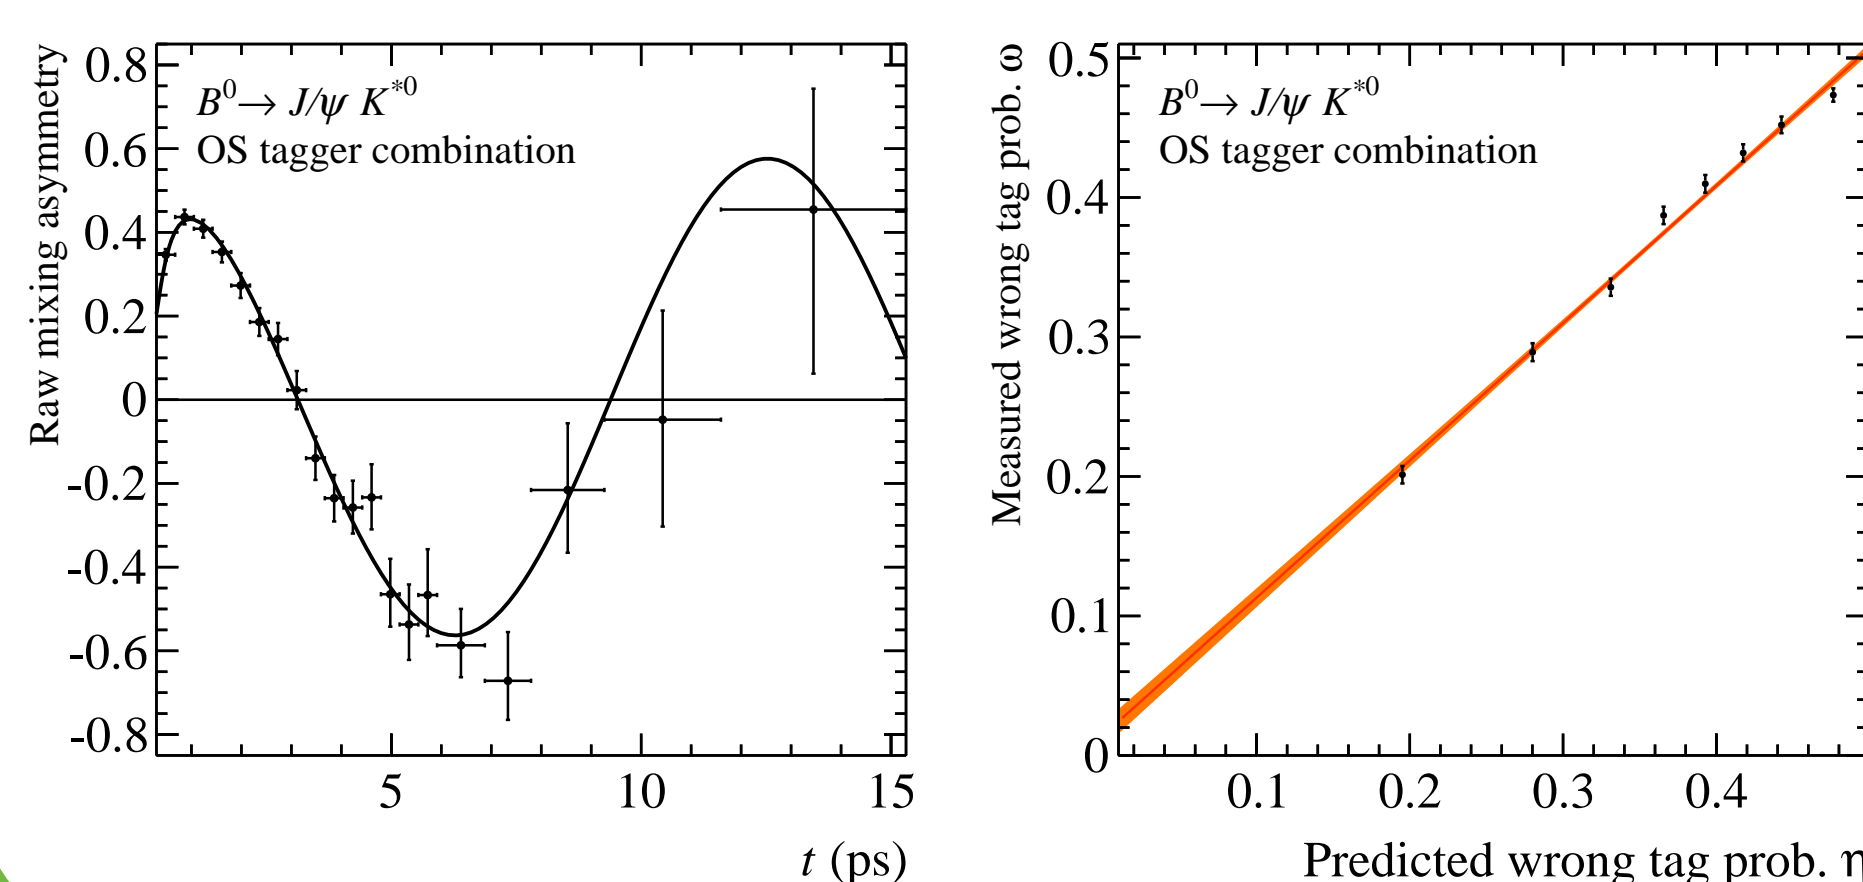 Raw mixing asymmetry
0.8
0.6
0.4
0.2
0
-0.2
-0.4
-0.6
-0.8
B⁰→ J/ψ K*⁰
OS tagger combination
5
10
15
t (ps)
Measured wrong tag prob. ω
0.5
0.4
0.3
0.2
0.1
0
B⁰→ J/ψ K*⁰
OS tagger combination
0.1
0.2
0.3
0.4
Predicted wrong tag prob. η